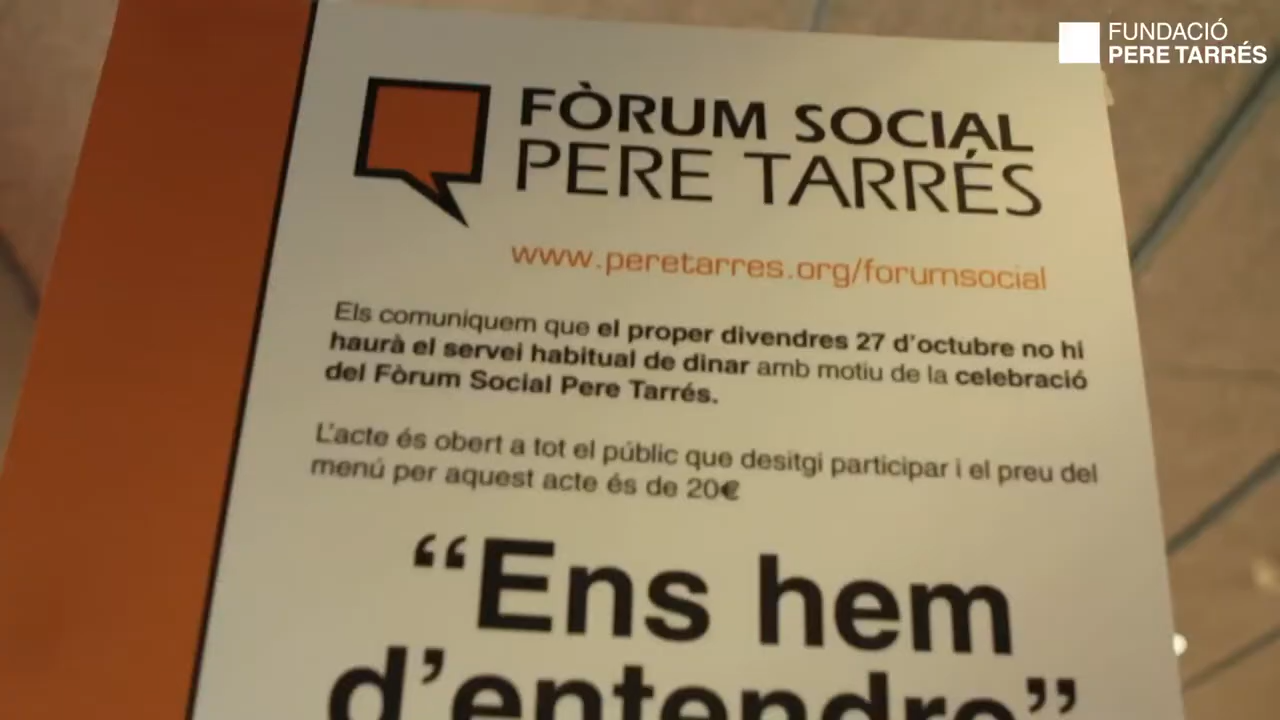 FUNDACIÓ
PERE TARRÉS
FÒRUM SOCIAL
PERE TARRÉS
www.peretarres.org/forumsocial
Els comuniquem que el proper divendres 27 d'octubre no hi
haurà el servei habitual de dinar amb motiu de la celebració
del Fòrum Social Pere Tarrés.
L'acte és obert a tot el públic que desitgi participar i el preu del
menú per aquest acte és de 20€
“Ens hem
d'entendre”